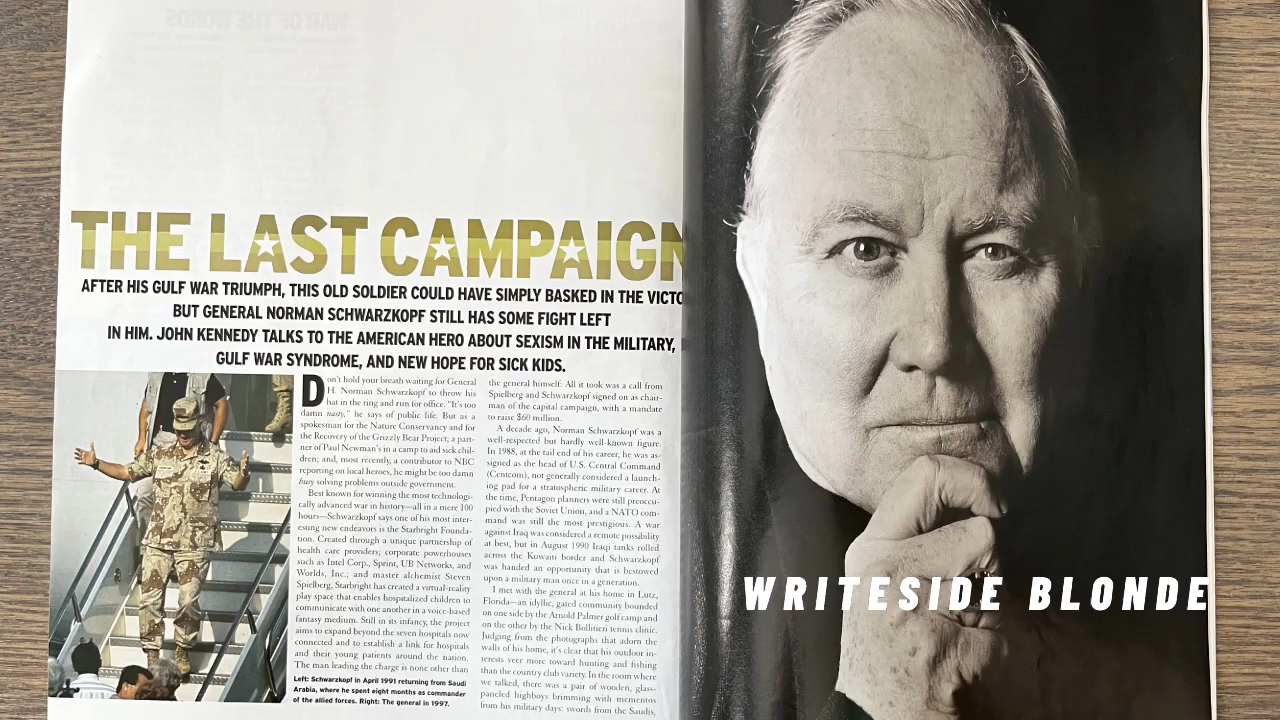 THE LAST CAMPAIGN
AFTER HIS GULF WAR TRIUMPH, THIS OLD SOLDIER COULD HAVE SIMPLY BASKED IN THE VICTO
BUT GENERAL NORMAN SCHWARZKOPF STILL HAS SOME FIGHT LEFT
IN HIM. JOHN KENNEDY TALKS TO THE AMERICAN HERO ABOUT SEXISM IN THE MILITARY,
GULF WAR SYNDROME, AND NEW HOPE FOR SICK KIDS.
Don't hold your breath waiting for General
H. Norman Schwarzkopf to throw his
hat in the ring and run for office. "It's too
damn nasty," he says of public life. But as a
spokesman for the Nature Conservancy and for
the Recovery of the Grizzly Bear Project; a part-
ner of Paul Newman's in a camp to aid sick chil-
dren; and, most recently, a contributor to NBC
reporting on local heroes, he might be too damn
busy solving problems outside government.
Best known for winning the most technologi-
cally advanced war in history—all in a mere 100
hours—Schwarzkopf says one of his most inter-
esting new endeavors is the Starbright Founda-
tion. Created through a unique partnership of
health care providers; corporate powerhouses
such as Intel Corp., Sprint, UB Networks, and
Worlds, Inc.; and master alchemist Steven
Spielberg, Starbright has created a virtual-reality
play space that enables hospitalized children to
communicate with one another in a voice-based
fantasy medium. Still in its infancy, the project
aims to expand beyond the seven hospitals now
connected and to establish a link for hospitals
and their young patients around the nation.
The man leading the charge is none other than
Left: Schwarzkopf in April 1991 returning from Saudi
Arabia, where he spent eight months as commander
of the allied forces. Right: The general in 1997.
the general himself: All it took was a call from
Spielberg and Schwarzkopf signed on as chair-
man of the capital campaign, with a mandate
to raise $60 million.
A decade ago, Norman Schwarzkopf was a
well-respected but hardly well-known figure.
In 1988, at the tail end of his career, he was as-
signed as the head of U.S. Central Command
(Centcom), not generally considered a launch-
ing pad for a stratospheric military career. At
the time, Pentagon planners were still preoccu-
pied with the Soviet Union, and a NATO com-
mand was still the most prestigious. A war
against Iraq was considered a remote possibility
at best, but in August 1990 Iraqi tanks rolled
across the Kuwaiti border and Schwarzkopf
was handed an opportunity that is bestowed
upon a military man once in a generation.
I met with the general at his home in Lutz,
Florida—an idyllic, gated community bounded
on one side by the Arnold Palmer golf camp and
on the other by the Nick Bollitieri tennis clinic.
Judging from the photographs that adorn the
walls of his home, it's clear that his outdoor in-
terests veer more toward hunting and fishing
than the country club variety. In the room where
we talked, there was a pair of wooden, glass-
paneled highboys brimming with mementos
from his military days: swords from the Saudis,
WRITESIDE BLONDE